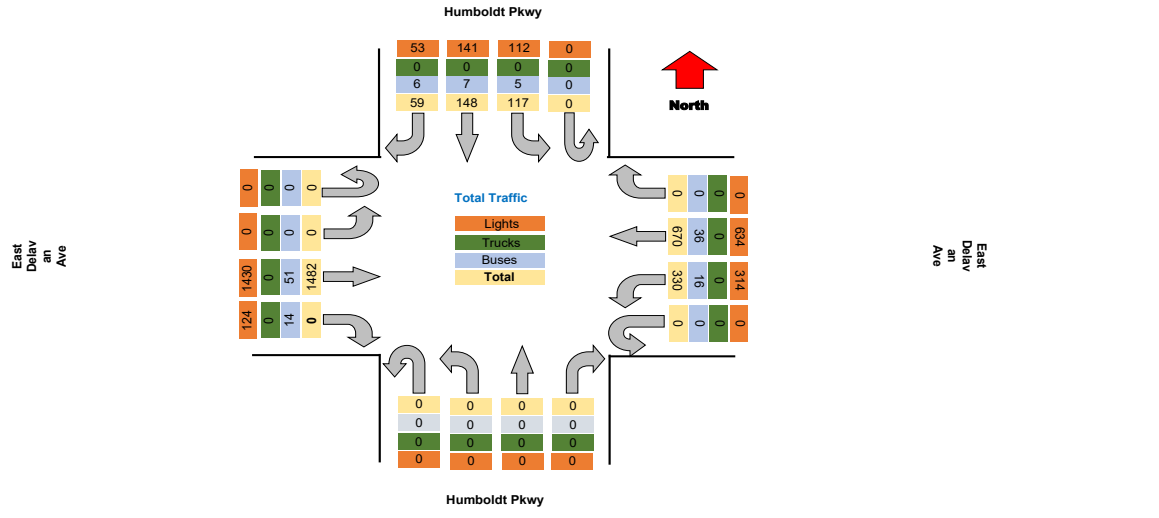 Humboldt Pkwy
53 141 112 0
0 0 0 0
6 7 5 0
59 148 117 0
North
0 0 0 0
0 0 0 0
1430 0 51 1482
124 0 14 0
East
Delav
an
Ave
Total Traffic
Lights
Trucks
Buses
Total
0 0 0 0
670 36 0 634
330 16 0 314
0 0 0 0
East
Delav
an
Ave
0 0 0 0
0 0 0 0
0 0 0 0
0 0 0 0
Humboldt Pkwy